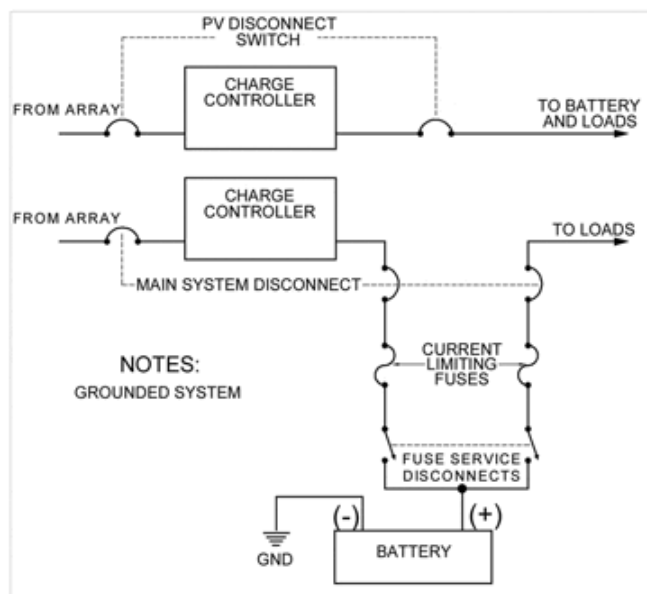 PV DISCONNECT
SWITCH
CHARGE
CONTROLLER
FROM ARRAY
TO BATTERY
AND LOADS
CHARGE
CONTROLLER
FROM ARRAY
TO LOADS
MAIN SYSTEM DISCONNECT
NOTES:
GROUNDED SYSTEM
CURRENT
LIMITING
FUSES
FUSE SERVICE
DISCONNECTS
(-)
(+)
GND
BATTERY